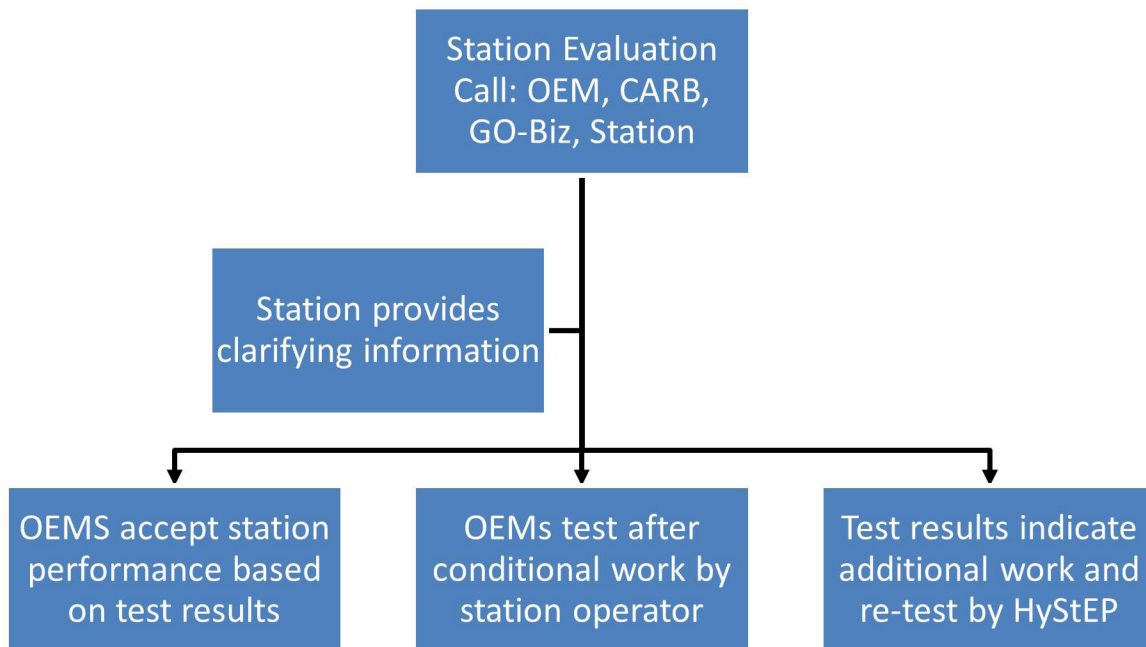 Station Evaluation
Call: OEM, CARB,
GO-Biz, Station
Station provides
clarifying information
OEMS accept station
performance based
on test results
OEMs test after
conditional work by
station operator
Test results indicate
additional work and
re-test by HyStEP